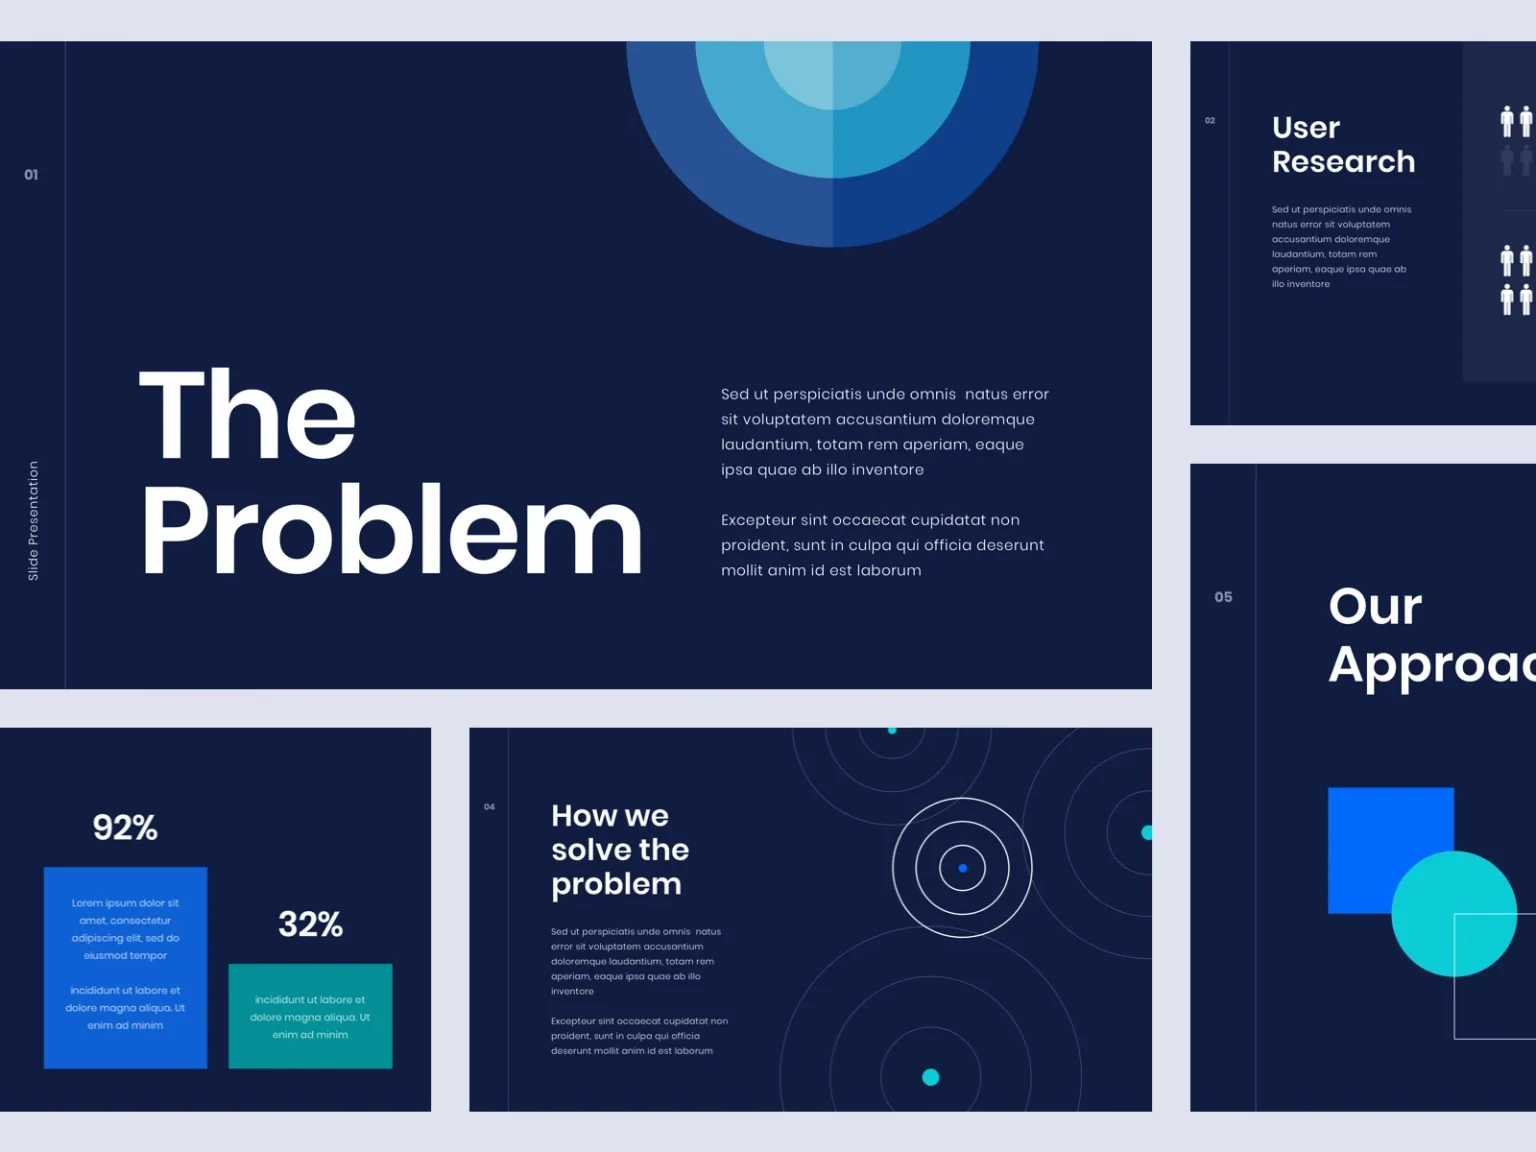 01
Slide Presentation
The
Problem
Sed ut perspiciatis unde omnis  natus error
sit voluptatem accusantium doloremque
laudantium, totam rem aperiam, eaque
ipsa quae ab illo inventore
Excepteur sint occaecat cupidatat non
proident, sunt in culpa qui officia deserunt
mollit anim id est laborum
02
User
Research
Sed ut perspiciatis unde omnis
natus error sit voluptatem
accusantium doloremque
laudantium, totam rem
aperiam, eaque ipsa quae ab
illo inventore
92%
Lorem ipsum dolor sit
amet, consectetur
adipiscing elit, sed do
eiusmod tempor
incididunt ut labore et
dolore magna aliqua. Ut
enim ad minim
32%
incididunt ut labore et
dolore magna aliqua. Ut
enim ad minim
04
How we
solve the
problem
Sed ut perspiciatis unde omnis  natus
error sit voluptatem accusantium
doloremque laudantium, totam rem
aperiam, eaque ipsa quae ab illo
inventore
Excepteur sint occaecat cupidatat non
proident, sunt in culpa qui officia
deserunt mollit anim id est laborum
05
Our
Approac